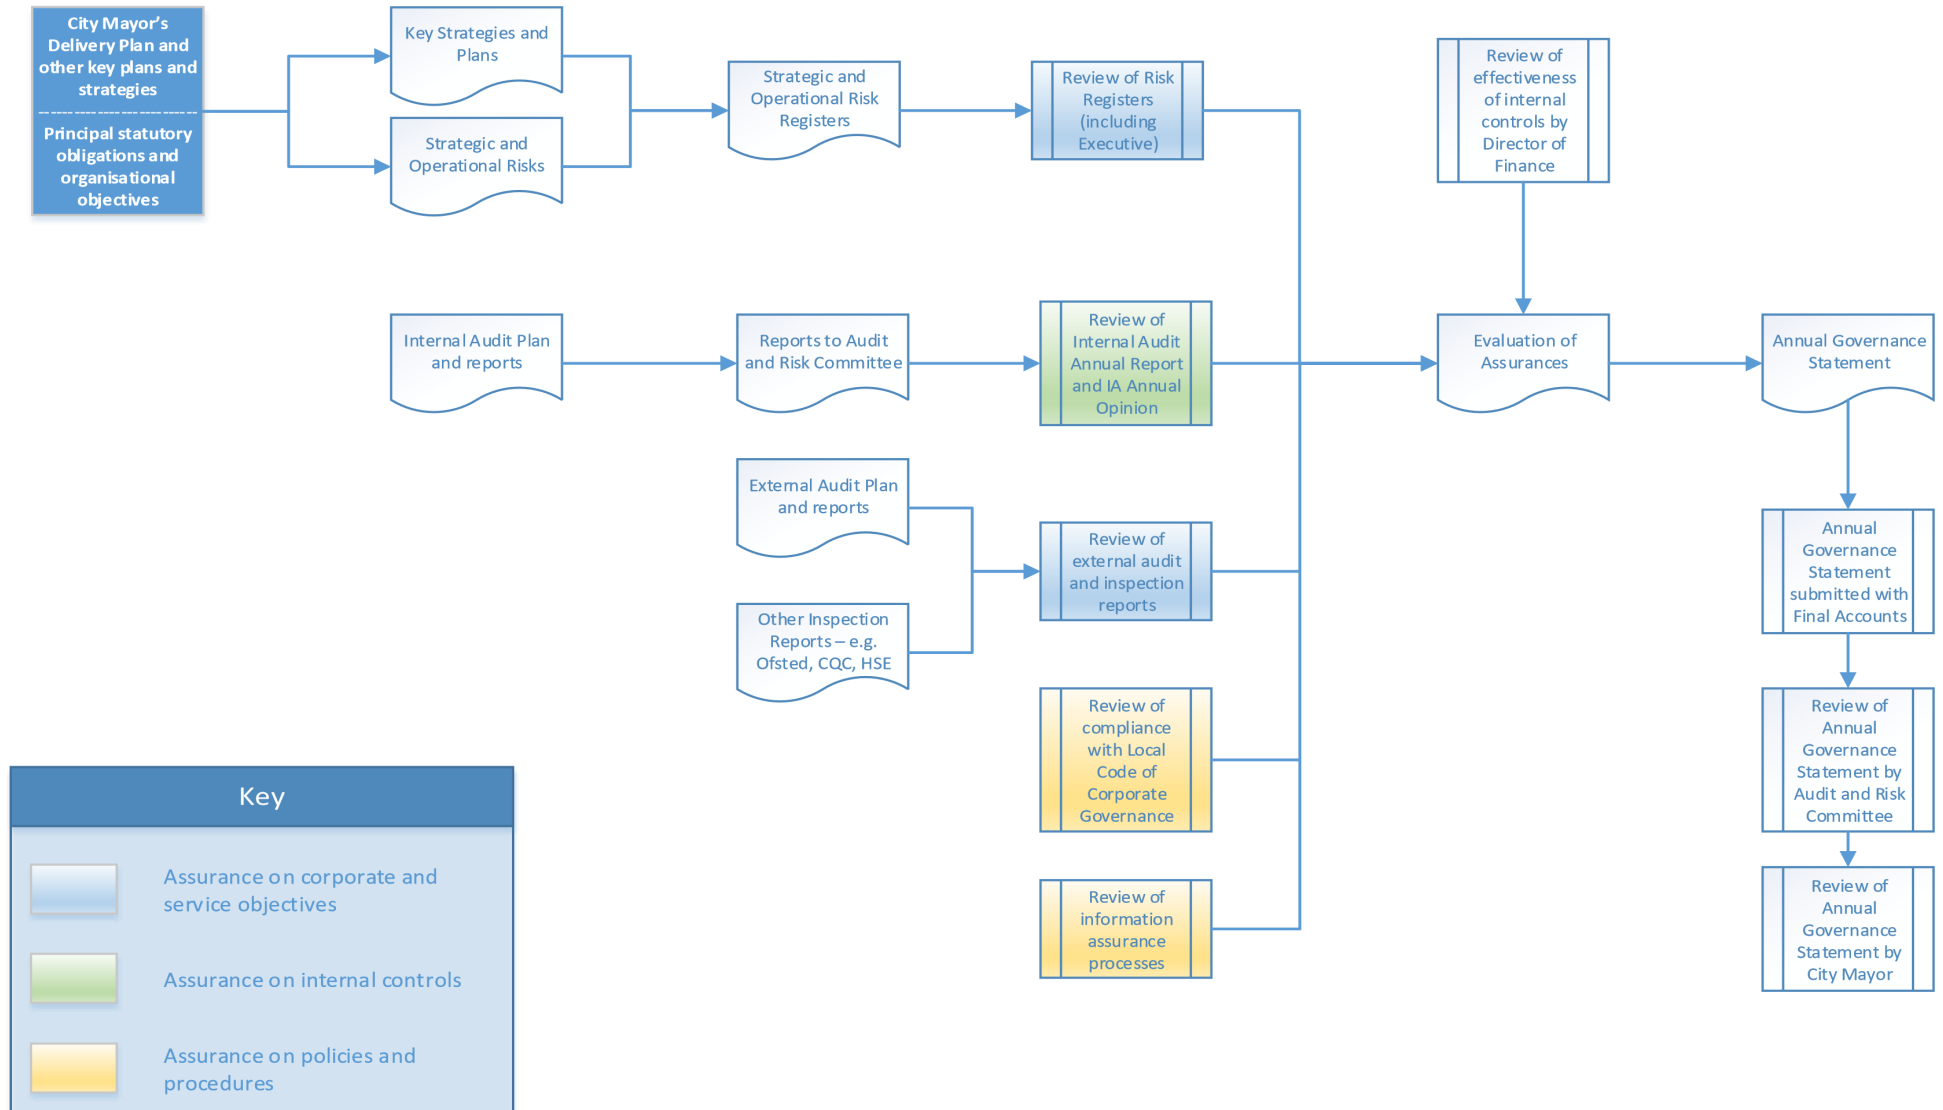 City Mayor’s
Delivery Plan and
other key plans and
strategies
Principal statutory
obligations and
organisational
objectives
Key Strategies and
Plans
Strategic and
Operational Risks
Strategic and
Operational Risk
Registers
Review of Risk
Registers
(including
Executive)
Review of
effectiveness
of internal
controls by
Director of
Finance
Internal Audit Plan
and reports
Reports to Audit
and Risk Committee
Review of
Internal Audit
Annual Report
and IA Annual
Opinion
Evaluation of
Assurances
Annual Governance
Statement
External Audit Plan
and reports
Other Inspection
Reports – e.g.
Ofsted, CQC, HSE
Review of
external audit
and inspection
reports
Annual
Governance
Statement
submitted with
Final Accounts
Review of
compliance
with Local
Code of
Corporate
Governance
Review of
Annual
Governance
Statement by
Audit and Risk
Committee
Review of
information
assurance
processes
Review of
Annual
Governance
Statement by
City Mayor
Key
Assurance on corporate and
service objectives
Assurance on internal controls
Assurance on policies and
procedures